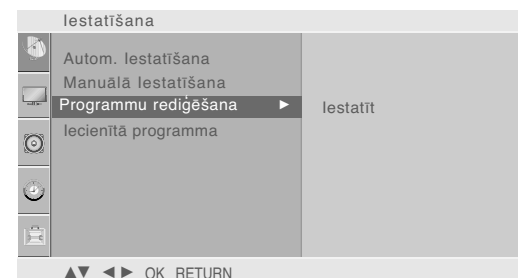 Iestatīšana
Autom. Iestatīšana
Manuālā Iestatīšana
Programmu rediģēšana ►
Iestatīt
Iecienītā programma
▲▼ ◄► OK RETURN